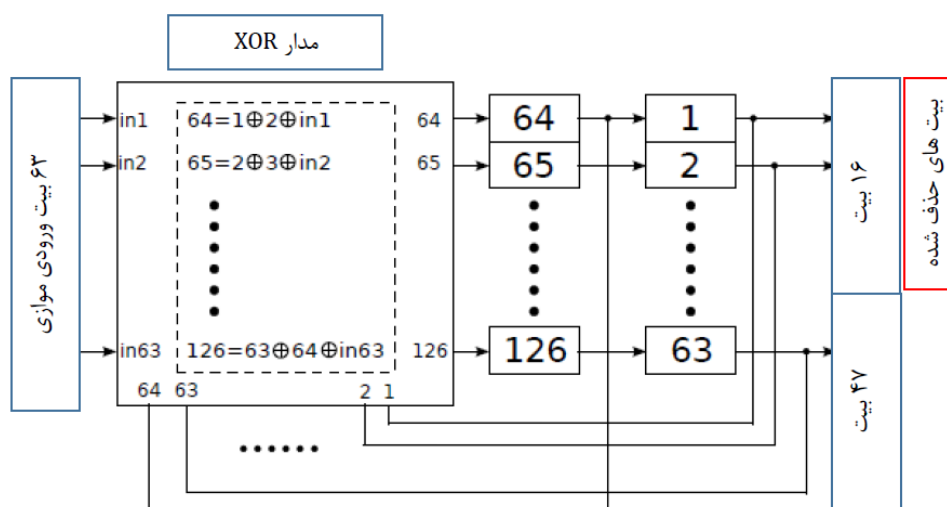 مدار XOR
۶۳ بیت ورودی موازی
in1
64=1⊕2⊕in1
64
64
1
in2
65=2⊕3⊕in2
65
65
2
in63
126=63⊕64⊕in63
126
126
63
64 63
2 1
۱۶ بیت
۴۷ بیت
بیت های حذف شده